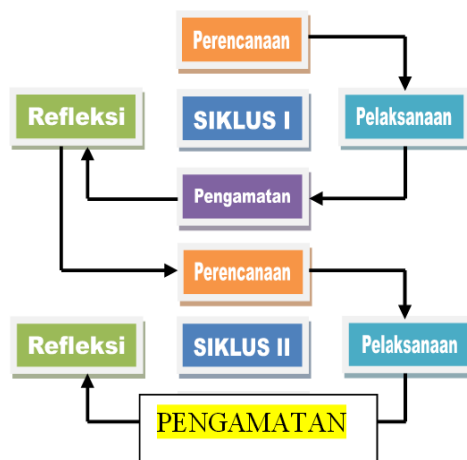 Perencanaan
Refleksi
SIKLUS I
Pelaksanaan
Pengamatan
Perencanaan
Refleksi
SIKLUS II
Pelaksanaan
PENGAMATAN